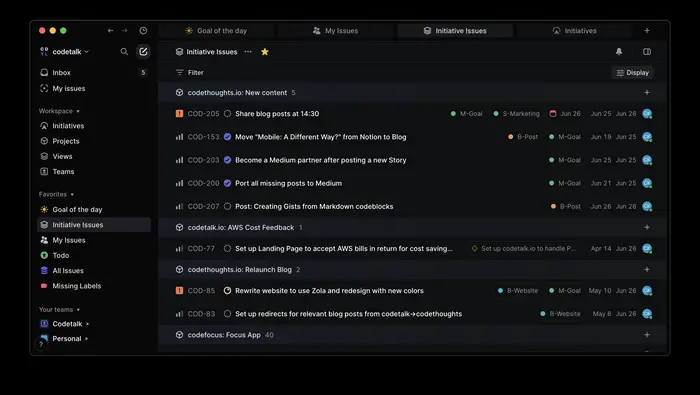 Goal of the day
My Issues
Initiative Issues
Initiatives
codetalk
Inbox 5
My issues
Workspace
Initiatives
Projects
Views
Teams
Favorites
Goal of the day
Initiative Issues
My Issues
Todo
All Issues
Missing Labels
Your teams
Codetalk
Personal
?
Initiative Issues
Filter
Display
codethoughts.io: New content 5
COD-205 Share blog posts at 14:30 M-Goal S-Marketing Jun 26 Jun 25 Jun 26
COD-153 Move "Mobile: A Different Way?" from Notion to Blog B-Post M-Goal Jun 19 Jun 25
COD-203 Become a Medium partner after posting a new Story M-Goal Jun 25 Jun 25
COD-200 Port all missing posts to Medium M-Goal Jun 21 Jun 25
COD-207 Post: Creating Gists from Markdown codeblocks B-Post Jun 26 Jun 26
codetalk.io: AWS Cost Feedback 1
COD-77 Set up Landing Page to accept AWS bills in return for cost saving... Set up codetalk.io to handle P... Apr 14 Jun 26
codethoughts.io: Relaunch Blog 2
COD-85 Rewrite website to use Zola and redesign with new colors B-Website M-Goal May 10 Jun 26
COD-83 Set up redirects for relevant blog posts from codetalk→codethoughts B-Website May 8 Jun 26
codefocus: Focus App 40